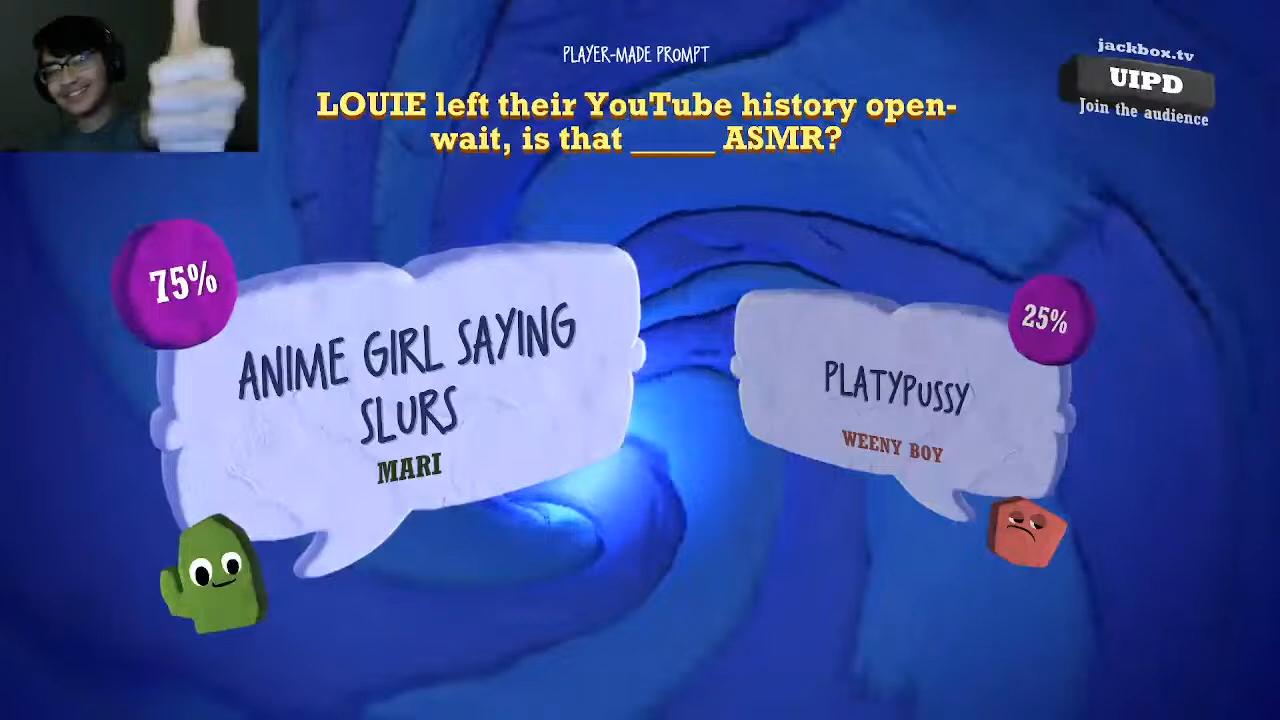 PLAYER-MADE PROMPT
LOUIE left their YouTube history open-
wait, is that _____ ASMR?
jackbox.tv
UIPD
Join the audience
75%
ANIME GIRL SAYING
SLURS
MARI
25%
PLATYPUSSY
WEENY BOY